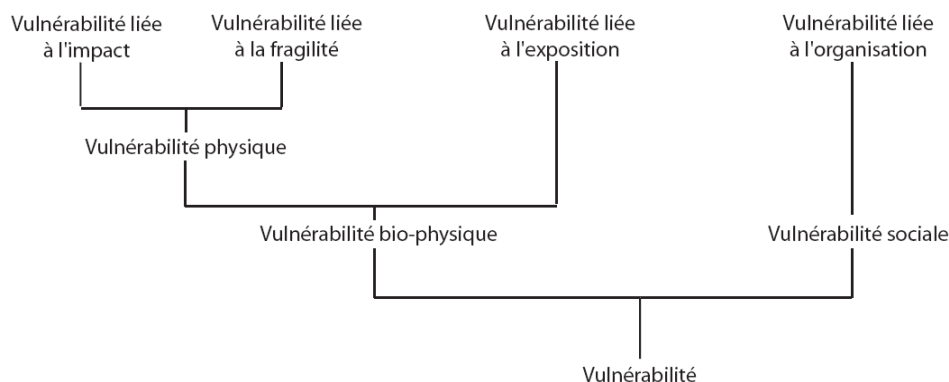 Vulnérabilité liée
à l'impact
Vulnérabilité liée
à la fragilité
Vulnérabilité liée
à l'exposition
Vulnérabilité liée
à l'organisation
Vulnérabilité physique
Vulnérabilité bio-physique
Vulnérabilité sociale
Vulnérabilité